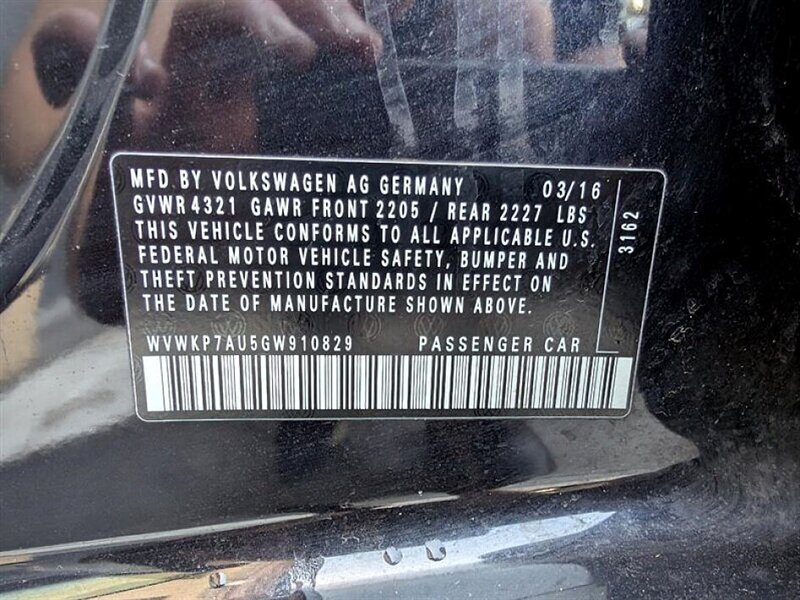 MFD.BY VOLKSWAGEN AG GERMANY 03/16
GVWR 4321 GAWR FRONT 2205 / REAR 2227 LBS
THIS VEHICLE CONFORMS TO ALL APPLICABLE U.S.
FEDERAL MOTOR VEHICLE SAFETY, BUMPER AND
THEFT PREVENTION STANDARDS IN EFFECT ON
THE DATE OF MANUFACTURE SHOWN ABOVE.
WVWKP7AU5GW910829 PASSENGER CAR
3162